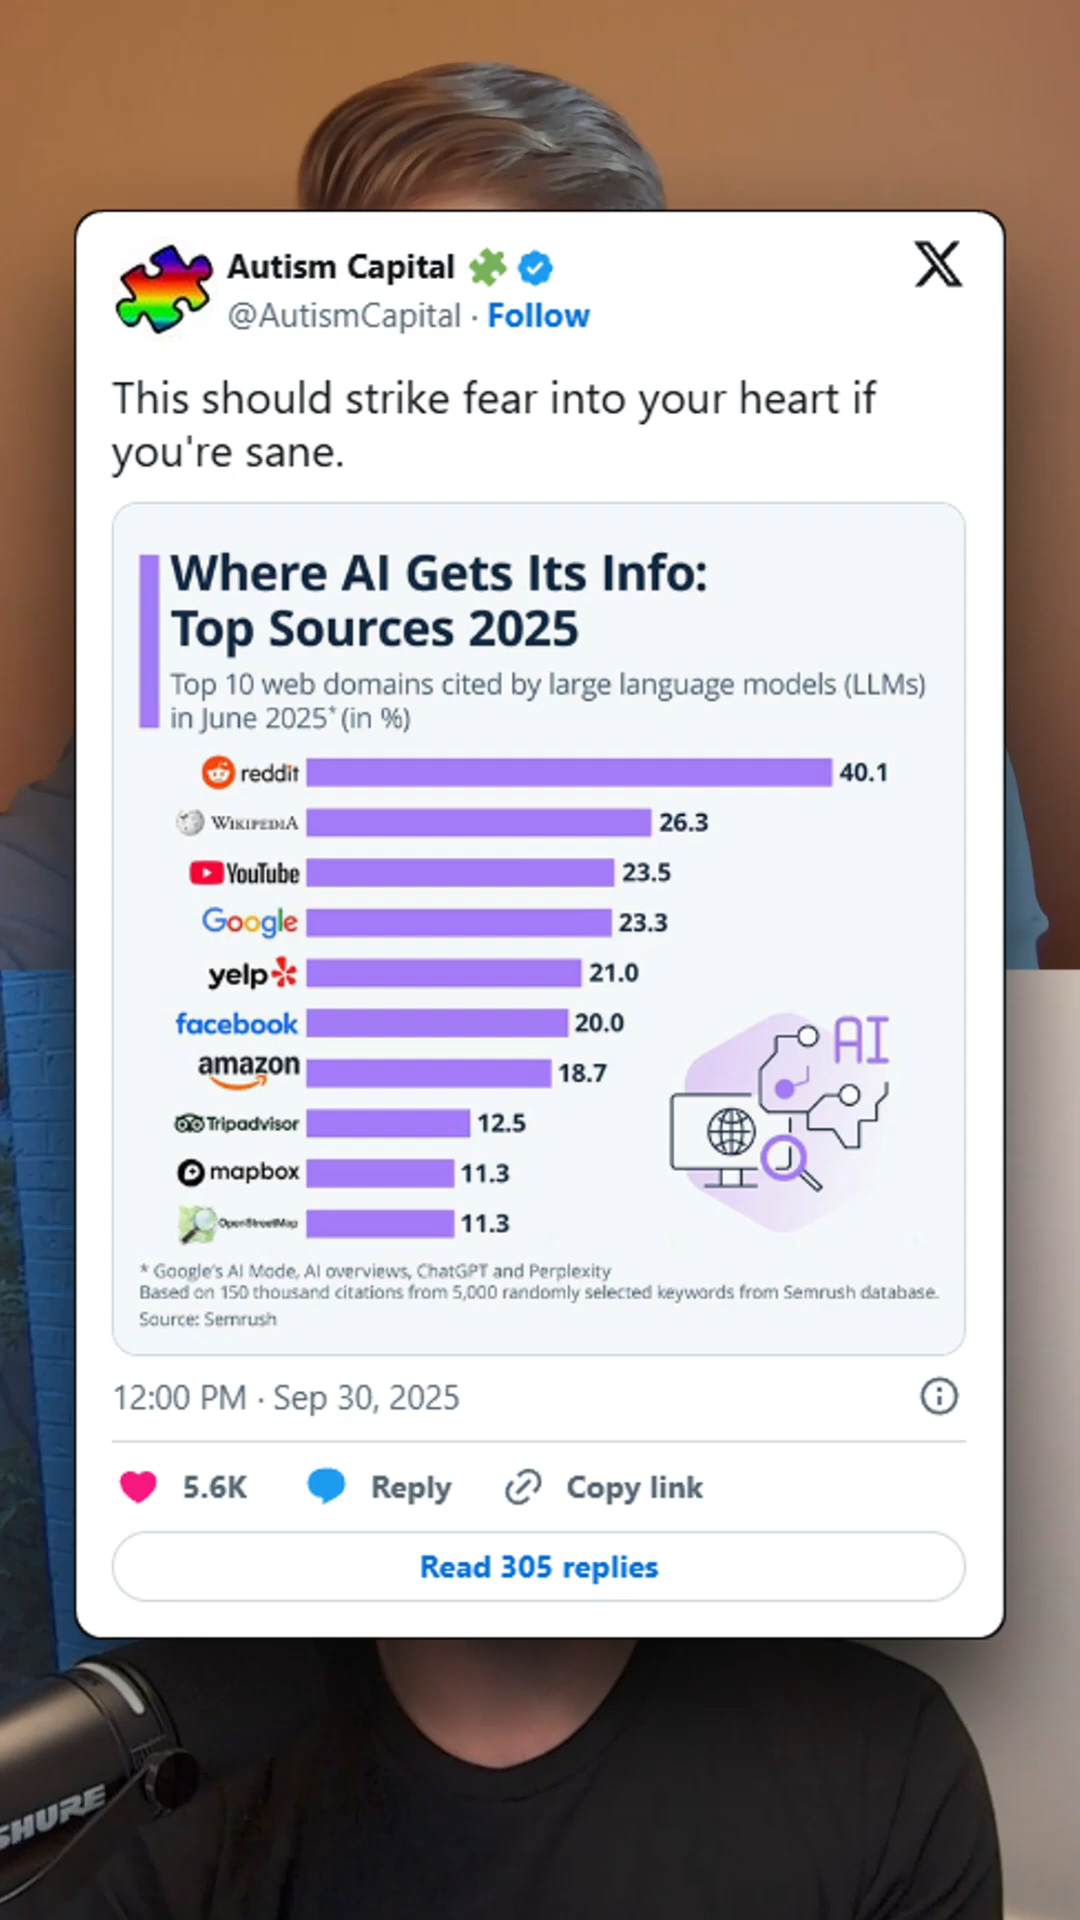 Autism Capital
@AutismCapital · Follow
This should strike fear into your heart if
you're sane.
Where AI Gets Its Info:
Top Sources 2025
Top 10 web domains cited by large language models (LLMs)
in June 2025* (in %)
reddit 40.1
WIKIPEDIA 26.3
YouTube 23.5
Google 23.3
yelp 21.0
facebook 20.0
amazon 18.7
Tripadvisor 12.5
mapbox 11.3
OpenStreetMap 11.3
AI
* Google's AI Mode, AI overviews, ChatGPT and Perplexity
Based on 150 thousand citations from 5,000 randomly selected keywords from Semrush database.
Source: Semrush
12:00 PM · Sep 30, 2025
5.6K Reply Copy link
Read 305 replies
SHURE